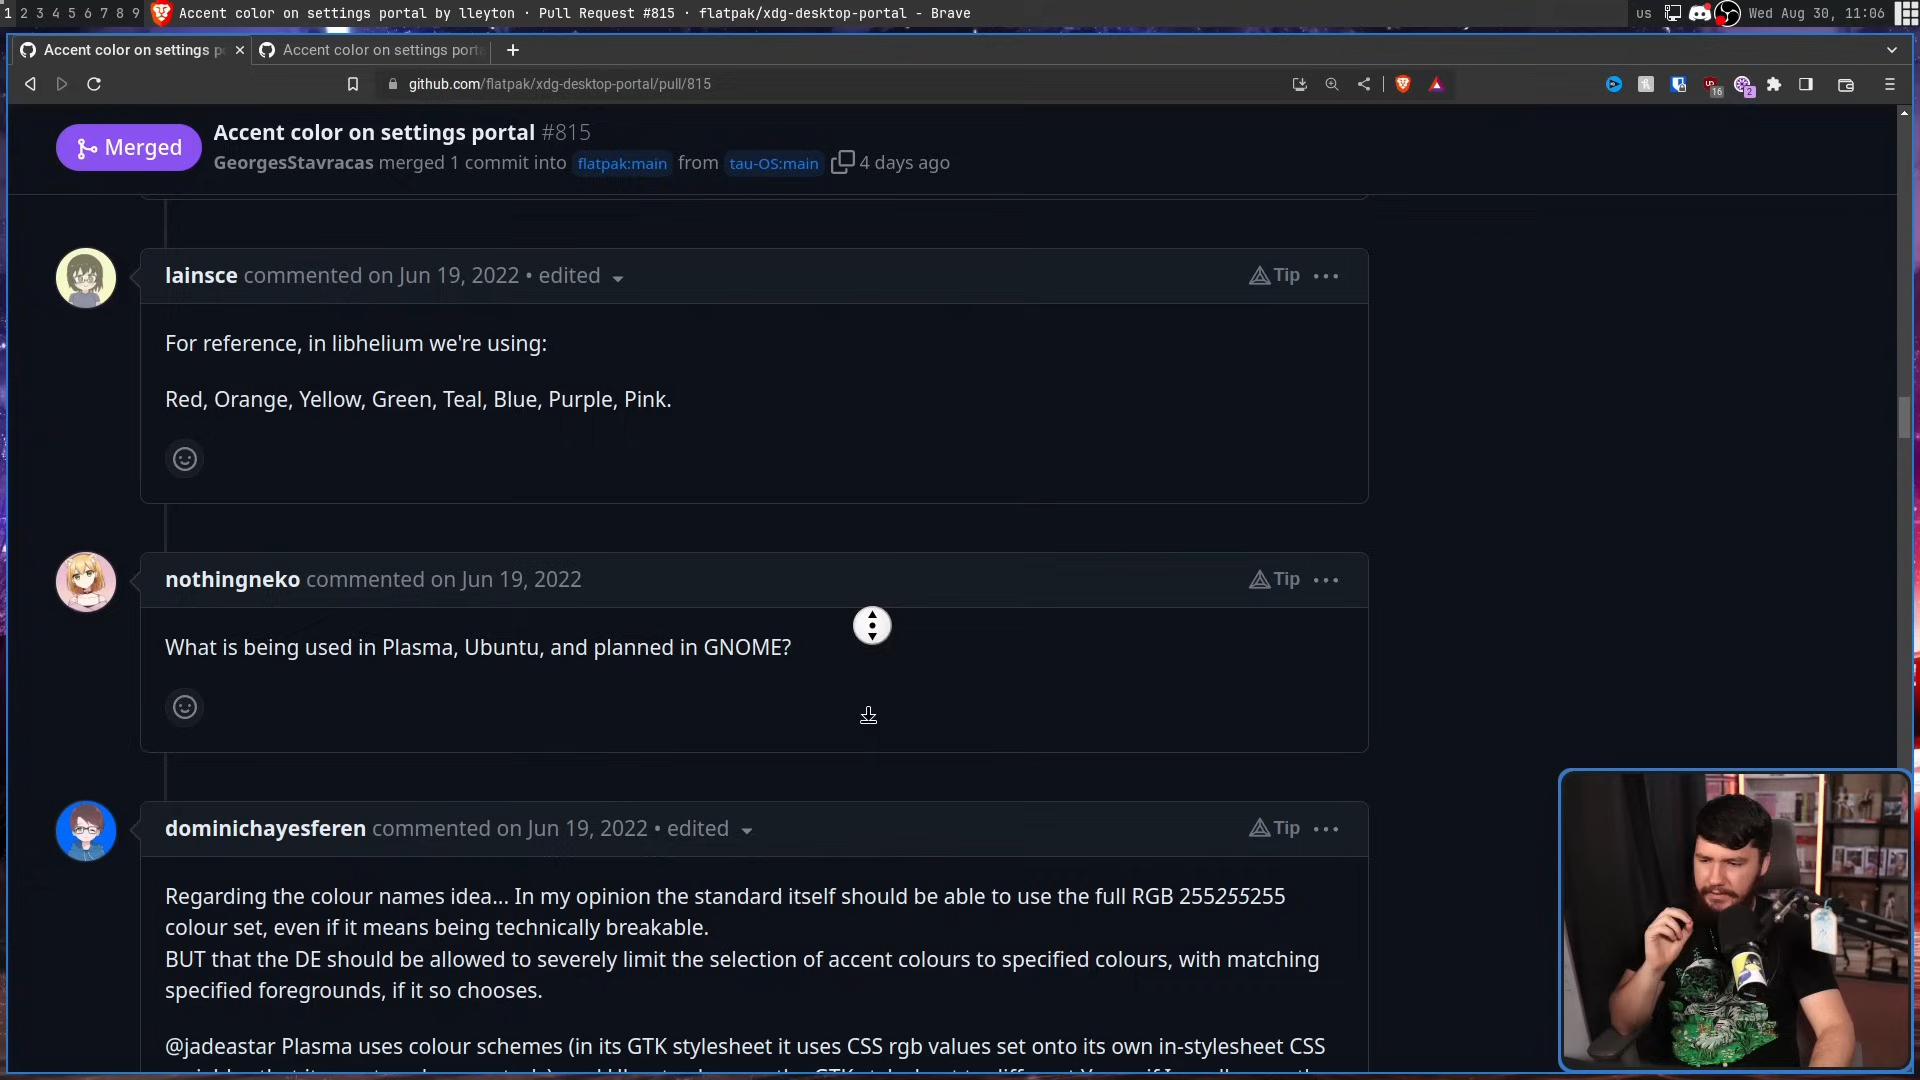 1 2 3 4 5 6 7 8 9 Accent color on settings portal by lleyton · Pull Request #815 · flatpak/xdg-desktop-portal - Brave
us Wed Aug 30, 11:06
Accent color on settings p
Accent color on settings port
github.com/flatpak/xdg-desktop-portal/pull/815
16
2
Merged
Accent color on settings portal #815
GeorgesStavracas merged 1 commit into flatpak:main from tau-OS:main 4 days ago
lainsce commented on Jun 19, 2022 • edited
Tip
For reference, in libhelium we're using:
Red, Orange, Yellow, Green, Teal, Blue, Purple, Pink.
nothingneko commented on Jun 19, 2022
Tip
What is being used in Plasma, Ubuntu, and planned in GNOME?
dominichayesferen commented on Jun 19, 2022 • edited
Tip
Regarding the colour names idea... In my opinion the standard itself should be able to use the full RGB 255255255
colour set, even if it means being technically breakable.
BUT that the DE should be allowed to severely limit the selection of accent colours to specified colours, with matching
specified foregrounds, if it so chooses.
@jadeastar Plasma uses colour schemes (in its GTK stylesheet it uses CSS rgb values set onto its own in-stylesheet CSS